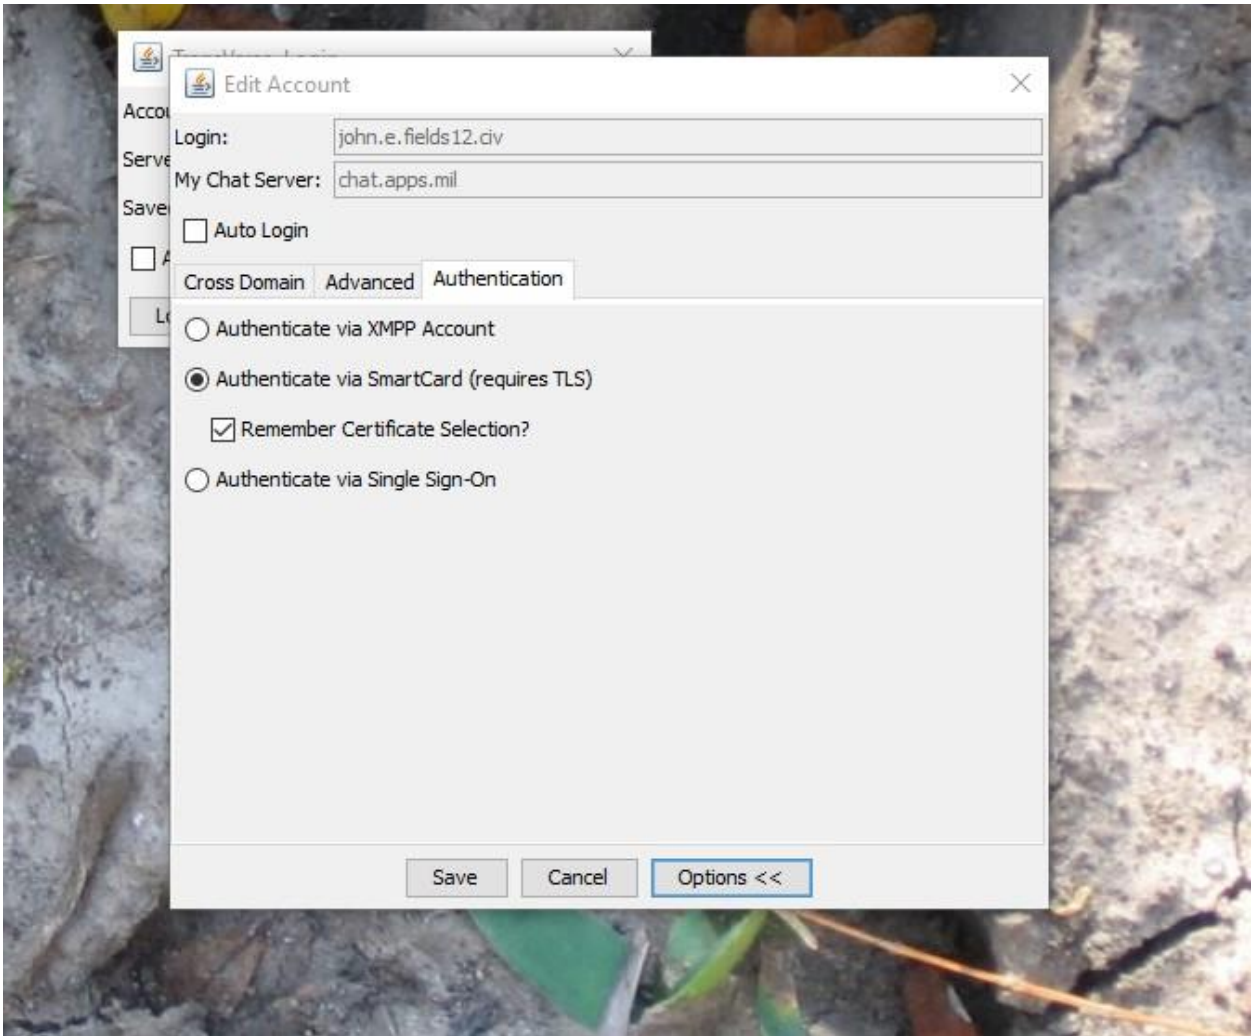 Edit Account
Login: john.e.fields12.civ
My Chat Server: chat.apps.mil
Auto Login
Cross Domain Advanced Authentication
Authenticate via XMPP Account
Authenticate via SmartCard (requires TLS)
Remember Certificate Selection?
Authenticate via Single Sign-On
Save Cancel Options <<